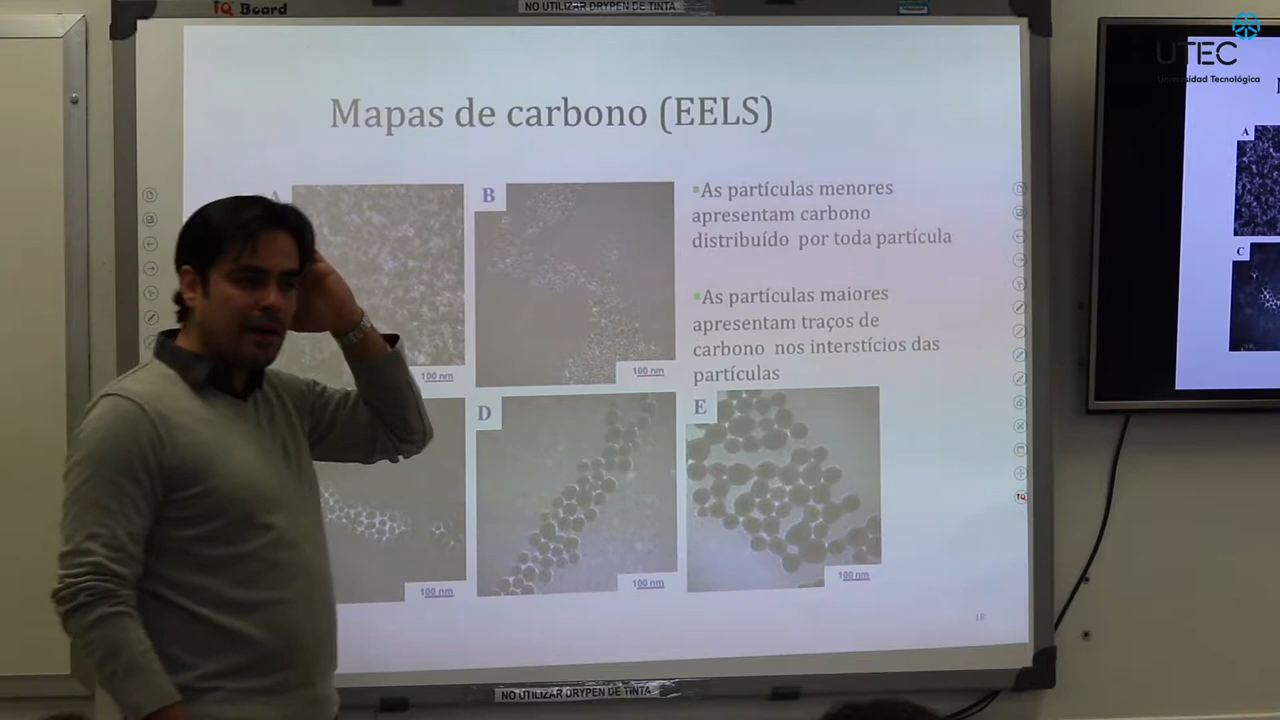 iQ Board
NO UTILIZAR DRYPEN DE TINTA
UTEC
Universidad Tecnológica
Mapas de carbono (EELS)
A
B
▪As partículas menores
apresentam carbono
distribuído por toda partícula
▪As partículas maiores
apresentam traços de
carbono nos interstícios das
partículas
100 nm
100 nm
D
E
100 nm
100 nm
100 nm
18
NO UTILIZAR DRYPEN DE TINTA
A
C